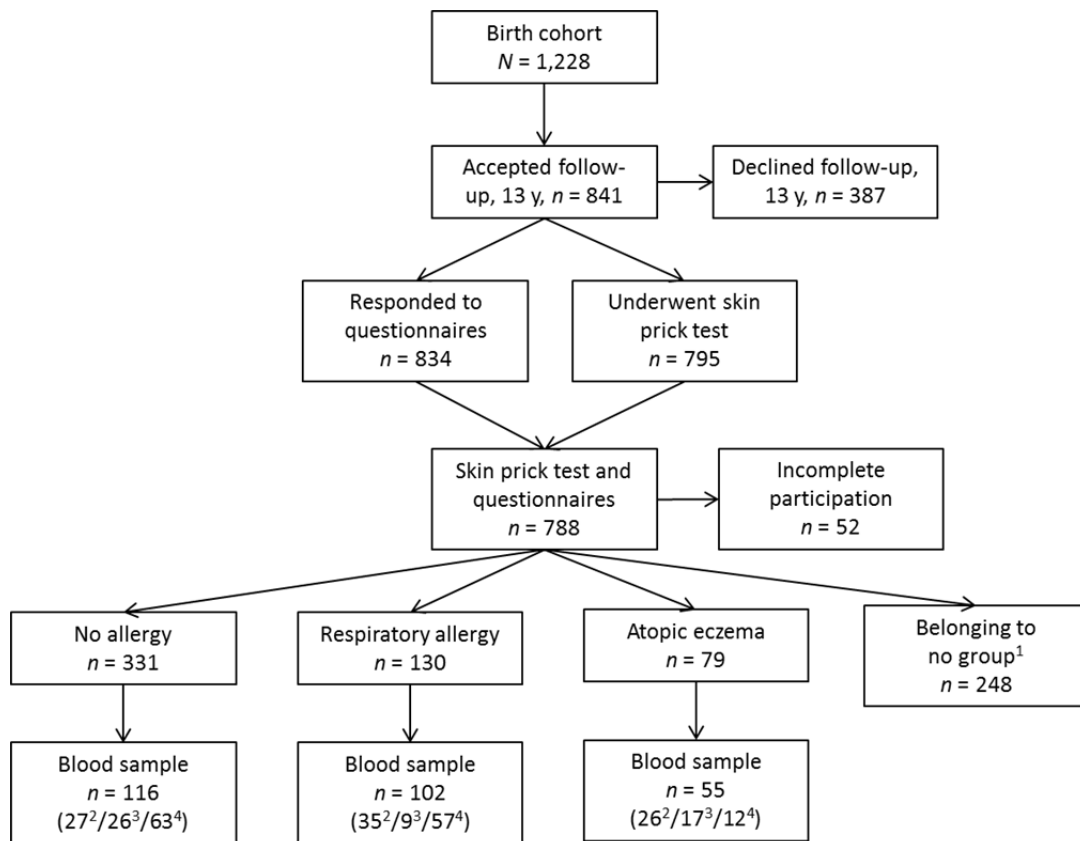 Birth cohort
N = 1,228
Accepted follow-
up, 13 y, n = 841
Declined follow-up,
13 y, n = 387
Responded to
questionnaires
n = 834
Underwent skin
prick test
n = 795
Skin prick test and
questionnaires
n = 788
Incomplete
participation
n = 52
No allergy
n = 331
Respiratory allergy
n = 130
Atopic eczema
n = 79
Belonging to
no group¹
n = 248
Blood sample
n = 116
(27²/26³/63⁴)
Blood sample
n = 102
(35²/9³/57⁴)
Blood sample
n = 55
(26²/17³/12⁴)